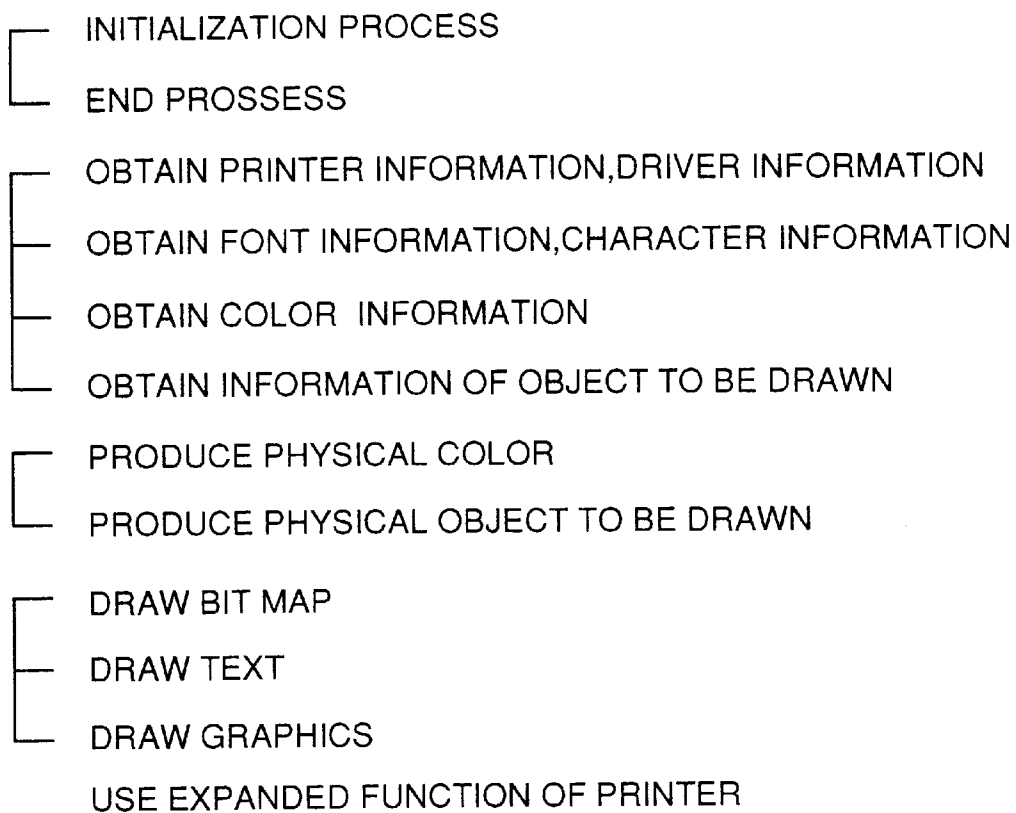 INITIALIZATION PROCESS
END PROSSESS
OBTAIN PRINTER INFORMATION,DRIVER INFORMATION
OBTAIN FONT INFORMATION,CHARACTER INFORMATION
OBTAIN COLOR INFORMATION
OBTAIN INFORMATION OF OBJECT TO BE DRAWN
PRODUCE PHYSICAL COLOR
PRODUCE PHYSICAL OBJECT TO BE DRAWN
DRAW BIT MAP
DRAW TEXT
DRAW GRAPHICS
USE EXPANDED FUNCTION OF PRINTER